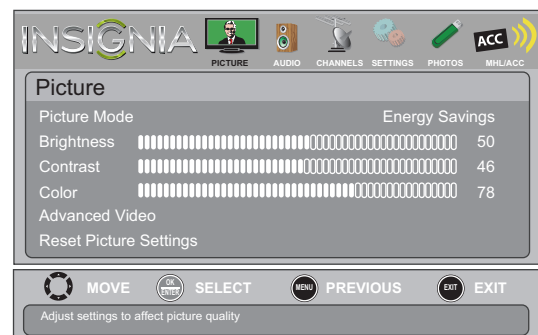 INSIGNIA
PICTURE AUDIO CHANNELS SETTINGS PHOTOS ACC MHL/ACC
Picture
Picture Mode Energy Savings
Brightness 50
Contrast 46
Color 78
Advanced Video
Reset Picture Settings
MOVE OK ENTER SELECT MENU PREVIOUS EXIT EXIT
Adjust settings to affect picture quality